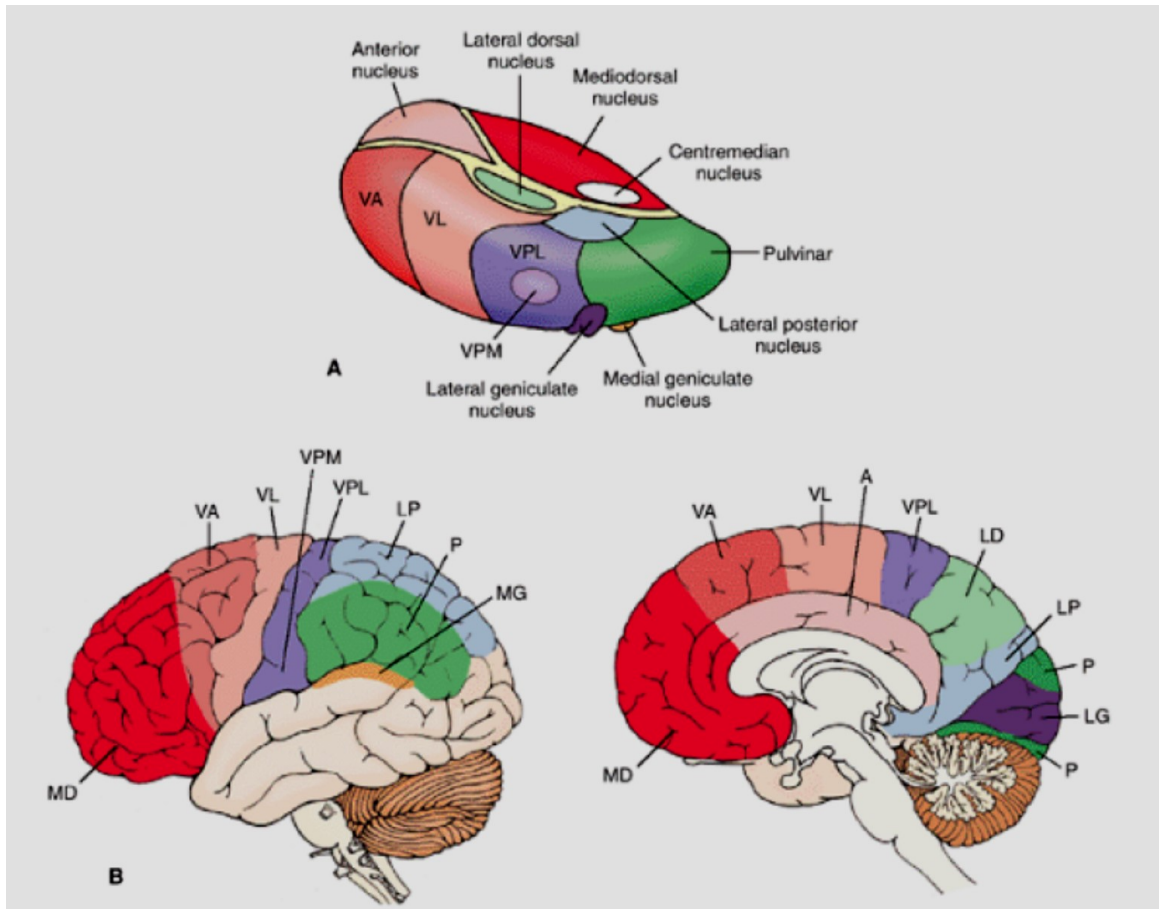 Anterior
nucleus
Lateral dorsal
nucleus
Mediodorsal
nucleus
Centremedian
nucleus
VA
VL
VPL
Pulvinar
Lateral posterior
nucleus
VPM
Lateral geniculate
nucleus
Medial geniculate
nucleus
A
VPM
VA
VL
VPL
LP
P
MG
MD
B
VA
VL
A
VPL
LD
LP
P
LG
P
MD